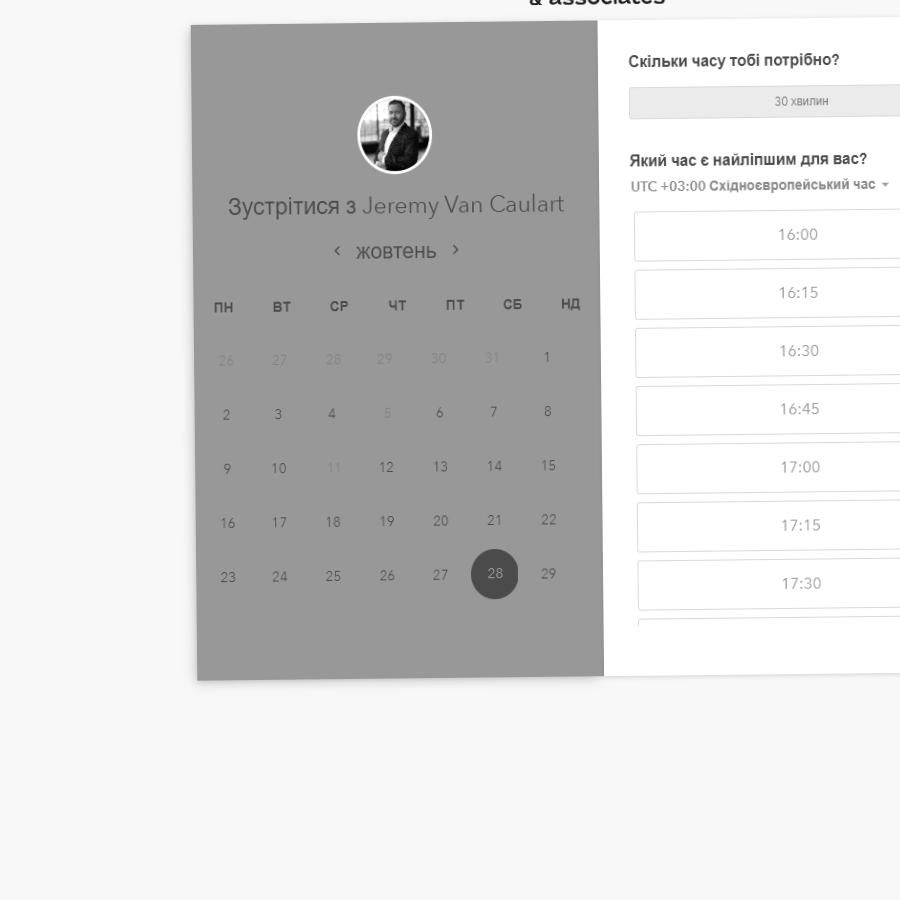 & associates
Зустрітися з Jeremy Van Caulart
жовтень
ПН ВТ СР ЧТ ПТ СБ НД
26 27 28 29 30 31 1
2 3 4 5 6 7 8
9 10 11 12 13 14 15
16 17 18 19 20 21 22
23 24 25 26 27 28 29
Скільки часу тобі потрібно?
30 хвилин
Який час є найліпшим для вас?
UTC +03:00 Східноєвропейський час
16:00
16:15
16:30
16:45
17:00
17:15
17:30